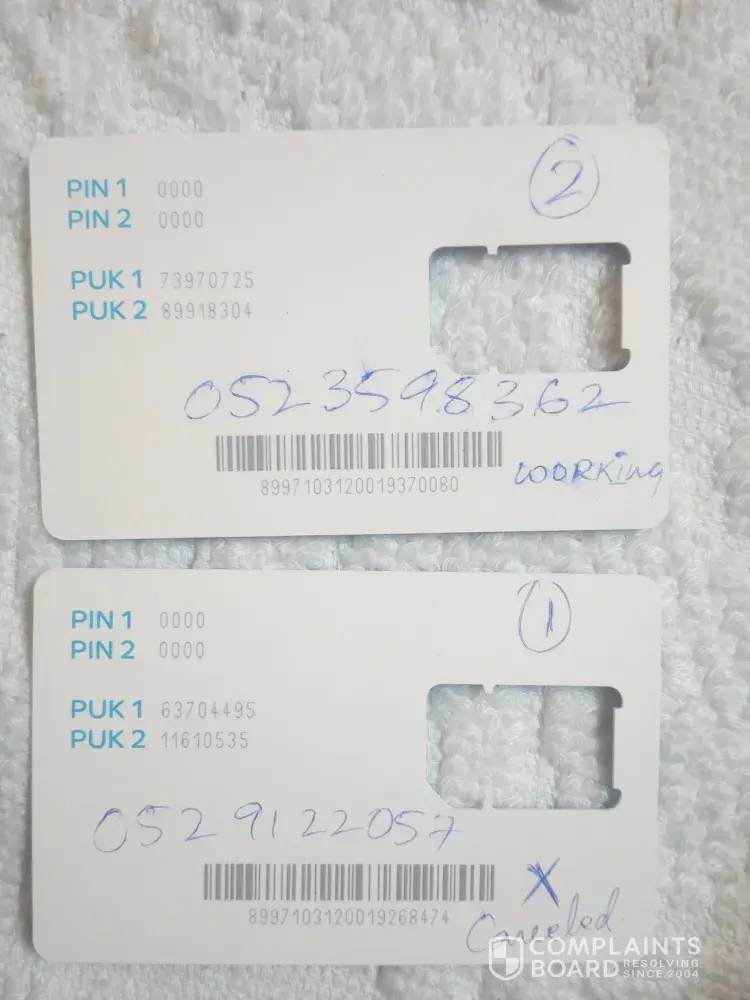 2
PIN 1 0000
PIN 2 0000
PUK 1 73970725
PUK 2 89918304
0523598362
8997103120019370080
WORKing
1
PIN 1 0000
PIN 2 0000
PUK 1 63704495
PUK 2 11610535
0529122057
X
8997103120019268474
Canceled.
COMPLAINTS
BOARD RESOLVING
SINCE 2004